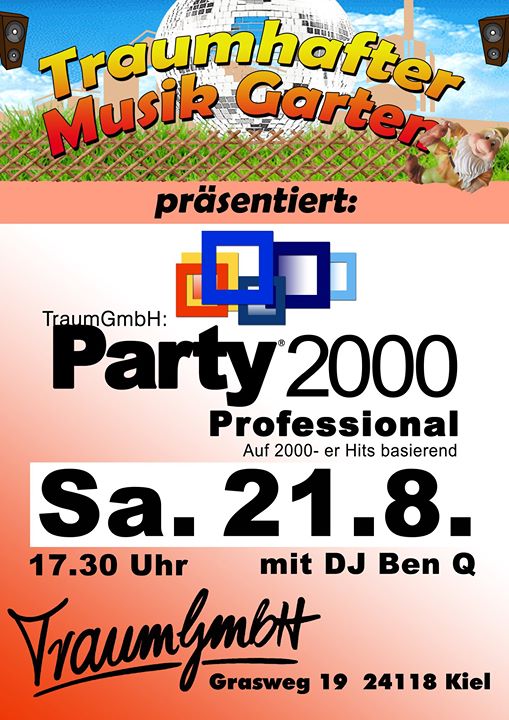 Traumhafter
Musik Garten
präsentiert:
TraumGmbH:
Party® 2000
Professional
Auf 2000- er Hits basierend
Sa. 21.8.
17.30 Uhr mit DJ Ben Q
TraumGmbH
Grasweg 19 24118 Kiel